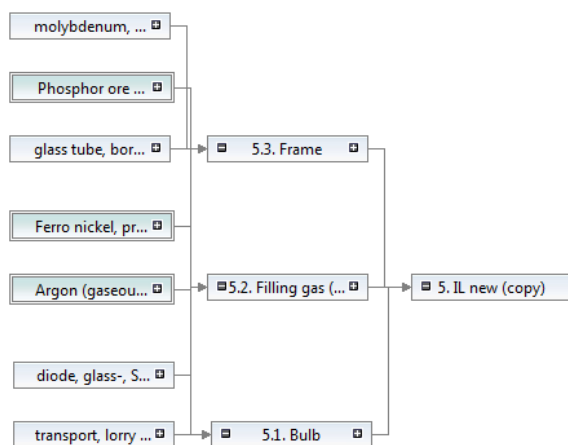 molybdenum, ...
Phosphor ore ...
glass tube, bor...
5.3. Frame
Ferro nickel, pr...
Argon (gaseou...
5.2. Filling gas (...
5. IL new (copy)
diode, glass-, S...
transport, lorry ...
5.1. Bulb